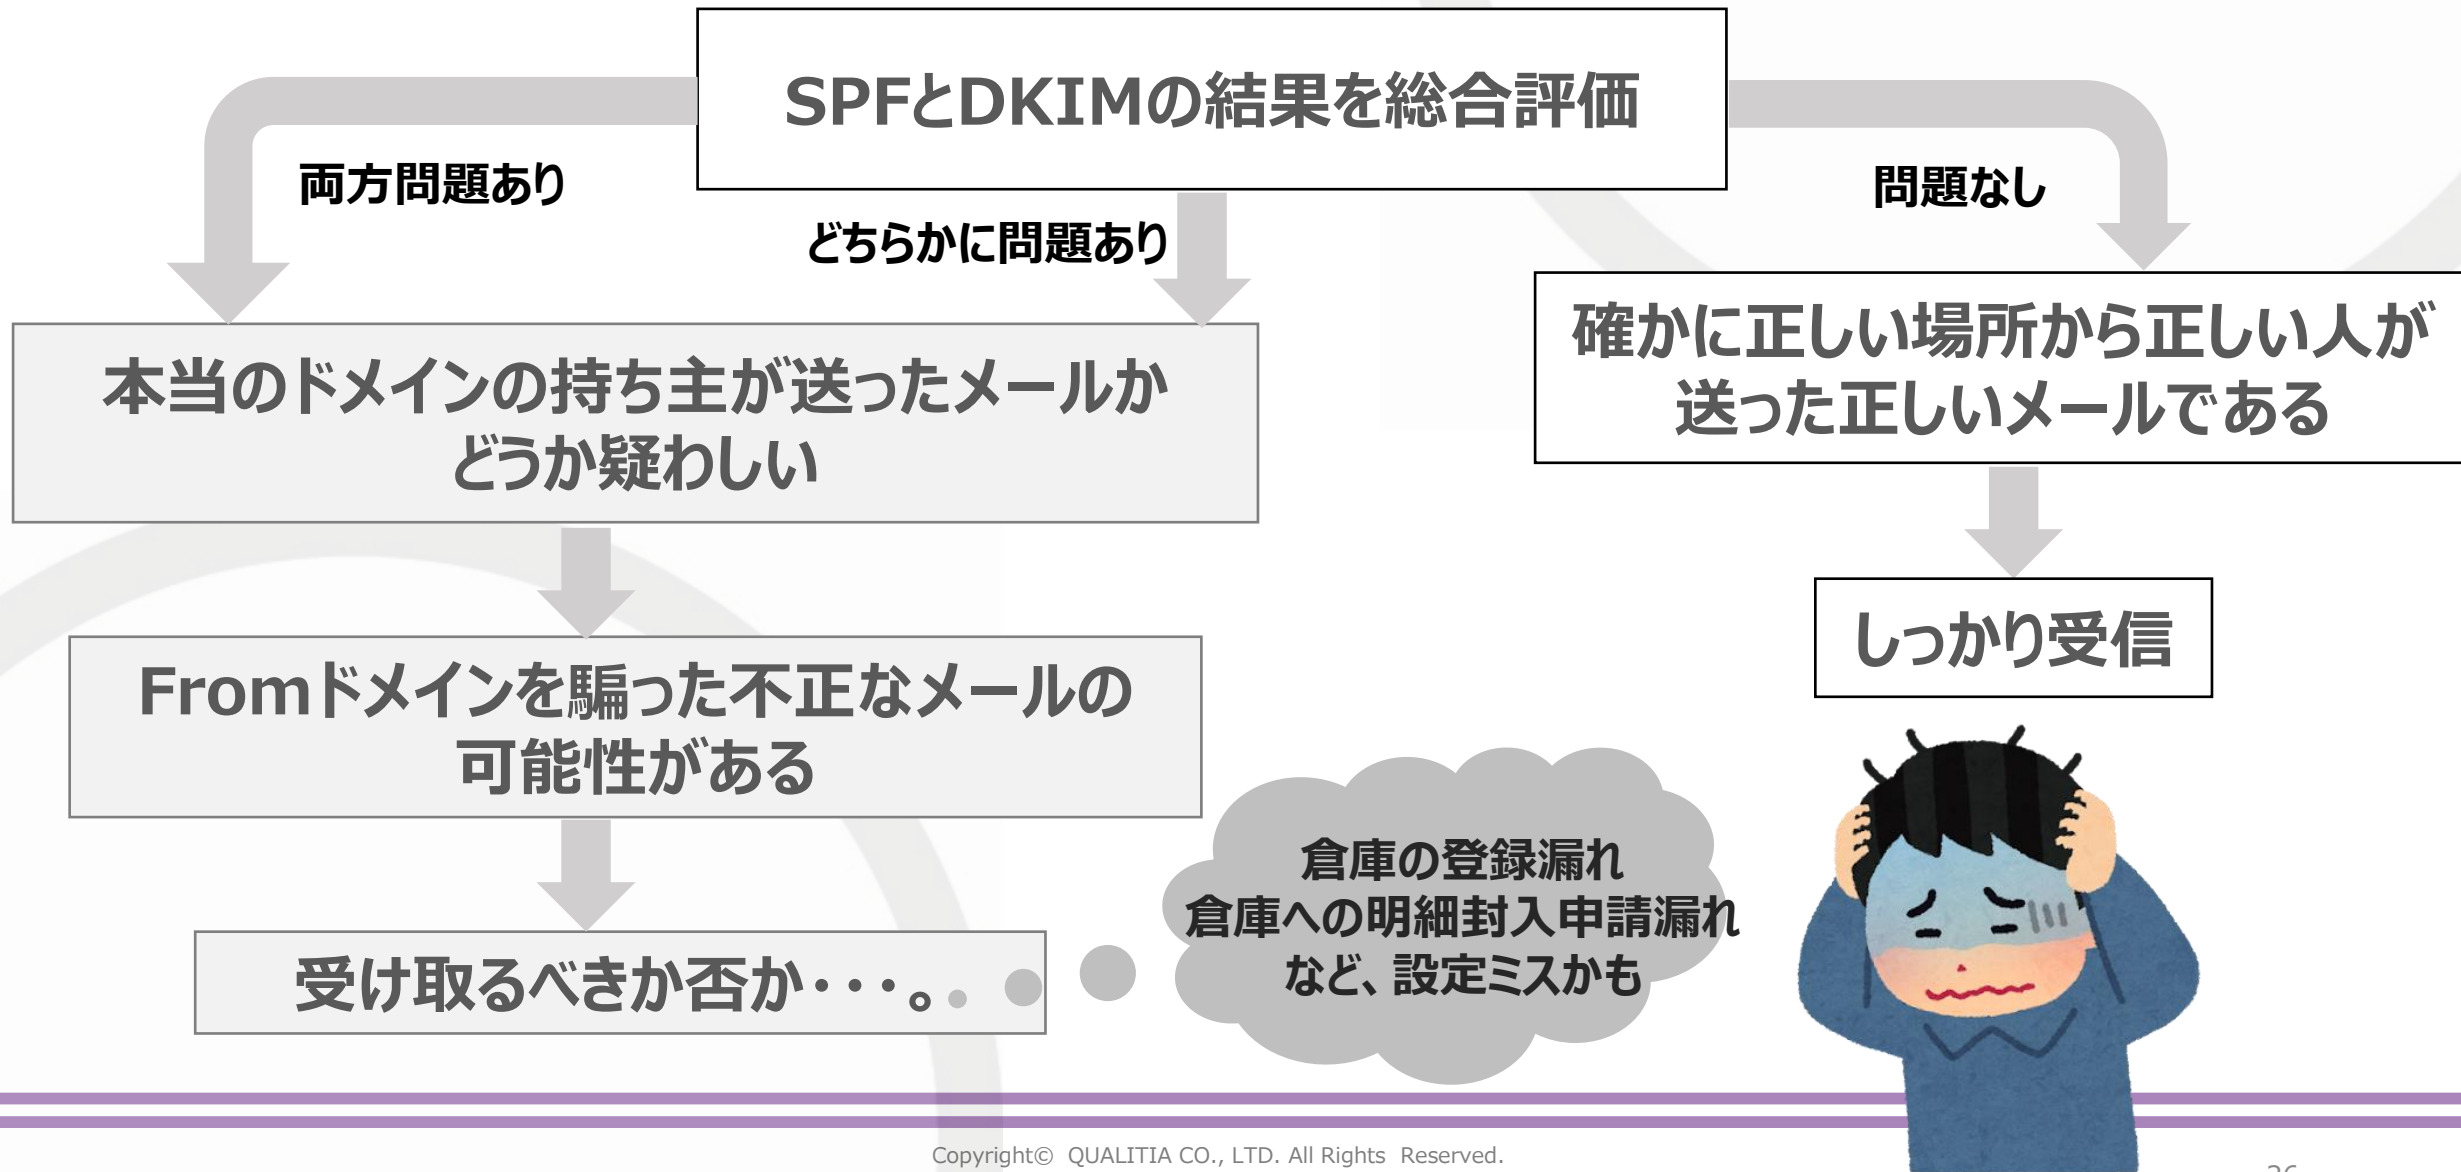 SPFとDKIMの結果を総合評価
両方問題あり
どちらかに問題あり
問題なし
本当のドメインの持ち主が送ったメールか
どうか疑わしい
確かに正しい場所から正しい人が
送った正しいメールである
Fromドメインを騙った不正なメールの
可能性がある
しっかり受信
受け取るべきか否か・・・。
倉庫の登録漏れ
倉庫への明細封入申請漏れ
など、設定ミスかも
Copyright© QUALITIA CO., LTD. All Rights Reserved.